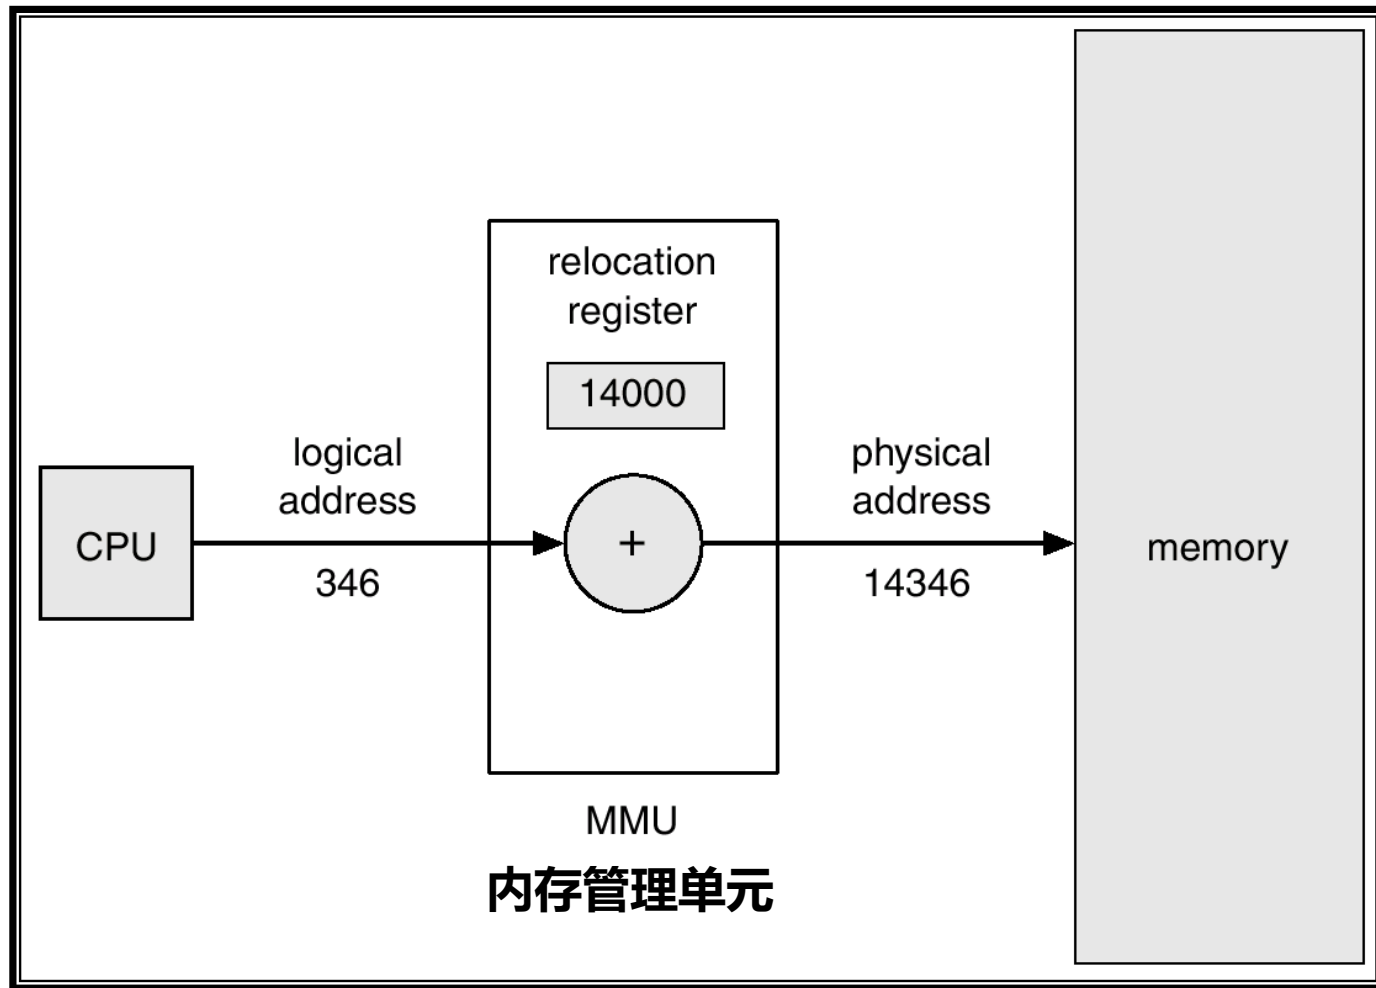 relocation
register
14000
logical
address
physical
address
CPU
+
memory
346
14346
MMU
内存管理单元